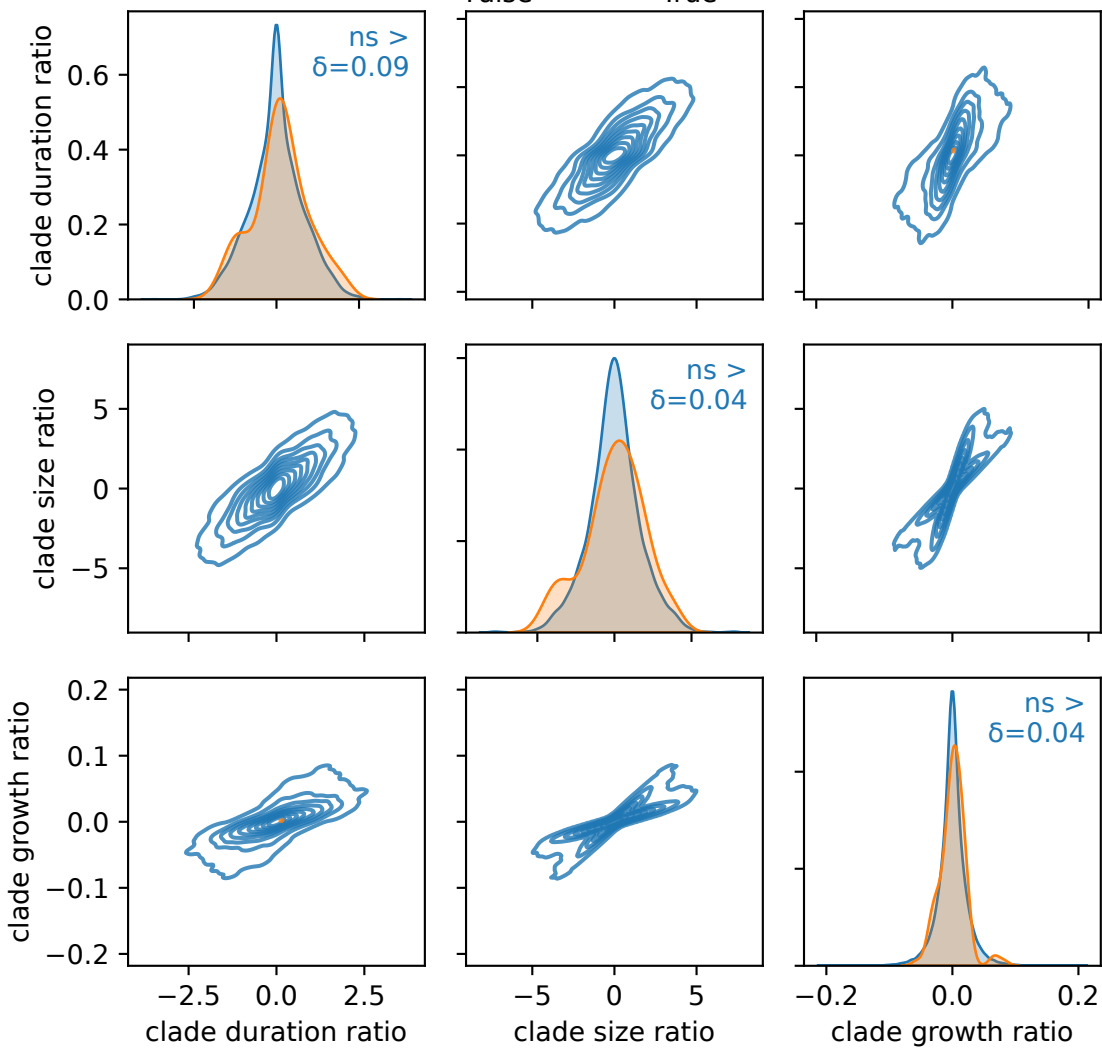 clade duration ratio
0.6
0.4
0.2
0.0
ns >
δ=0.09
clade size ratio
5
0
−5
ns >
δ=0.04
clade growth ratio
0.2
0.1
0.0
−0.1
−0.2
ns >
δ=0.04
−2.5 0.0 2.5
clade duration ratio
−5 0 5
clade size ratio
−0.2 0.0 0.2
clade growth ratio